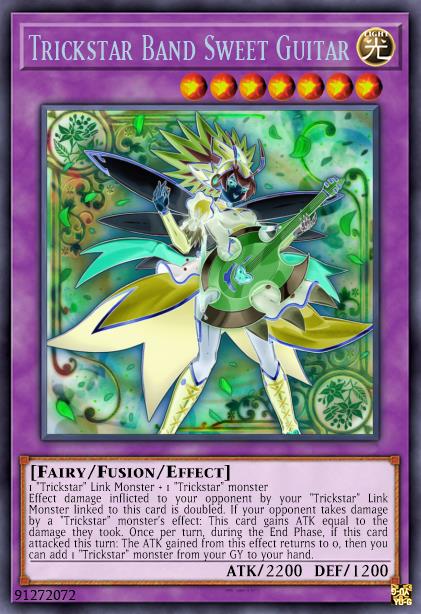 Trickstar Band Sweet Guitar
LIGHT
光
[Fairy/Fusion/Effect]
1 "Trickstar" Link Monster + 1 "Trickstar" monster
Effect damage inflicted to your opponent by your "Trickstar" Link
Monster linked to this card is doubled. If your opponent takes damage
by a "Trickstar" monster's effect: This card gains ATK equal to the
damage they took. Once per turn, during the End Phase, if this card
attacked this turn: The ATK gained from this effect returns to 0, then you
can add 1 "Trickstar" monster from your GY to your hand.
ATK/2200 DEF/1200
91272072